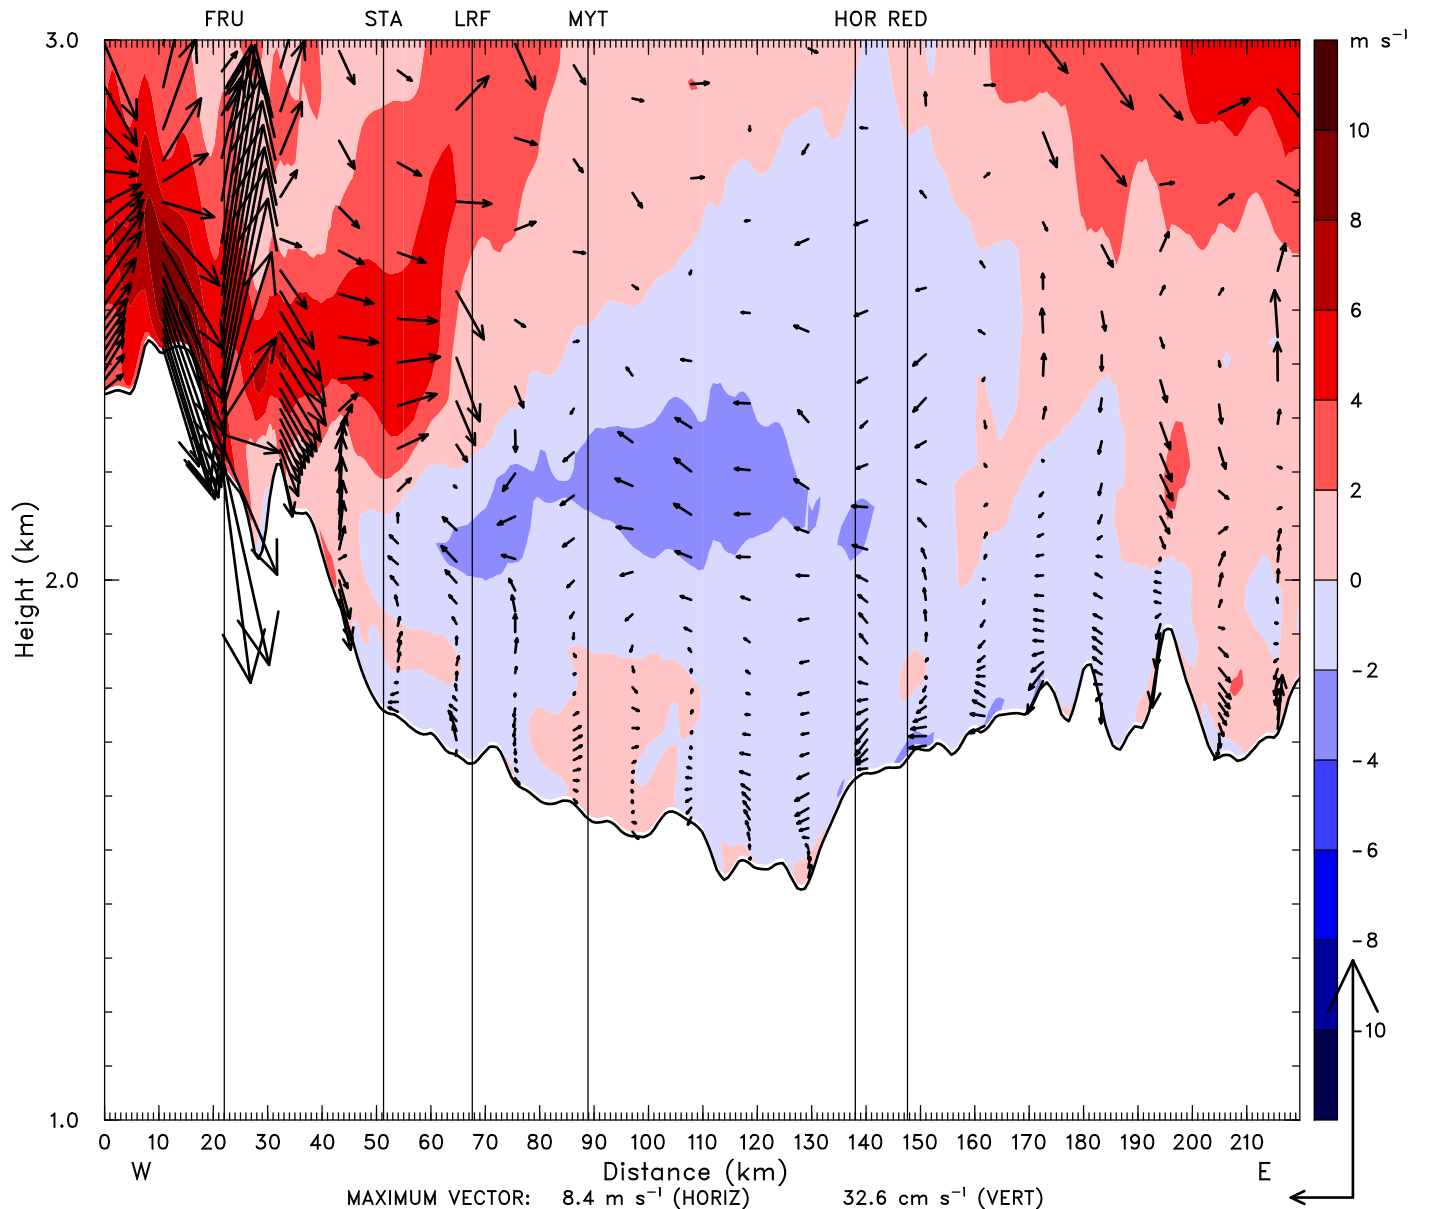 FRU STA LRF MYT HOR RED
3.0
m s⁻¹
10
8
6
4
2
Height (km)
2.0
0
-2
-4
-6
-8
-10
1.0
0 10 20 30 40 50 60 70 80 90 100 110 120 130 140 150 160 170 180 190 200 210
W Distance (km) E
MAXIMUM VECTOR: 8.4 m s⁻¹ (HORIZ) 32.6 cm s⁻¹ (VERT)